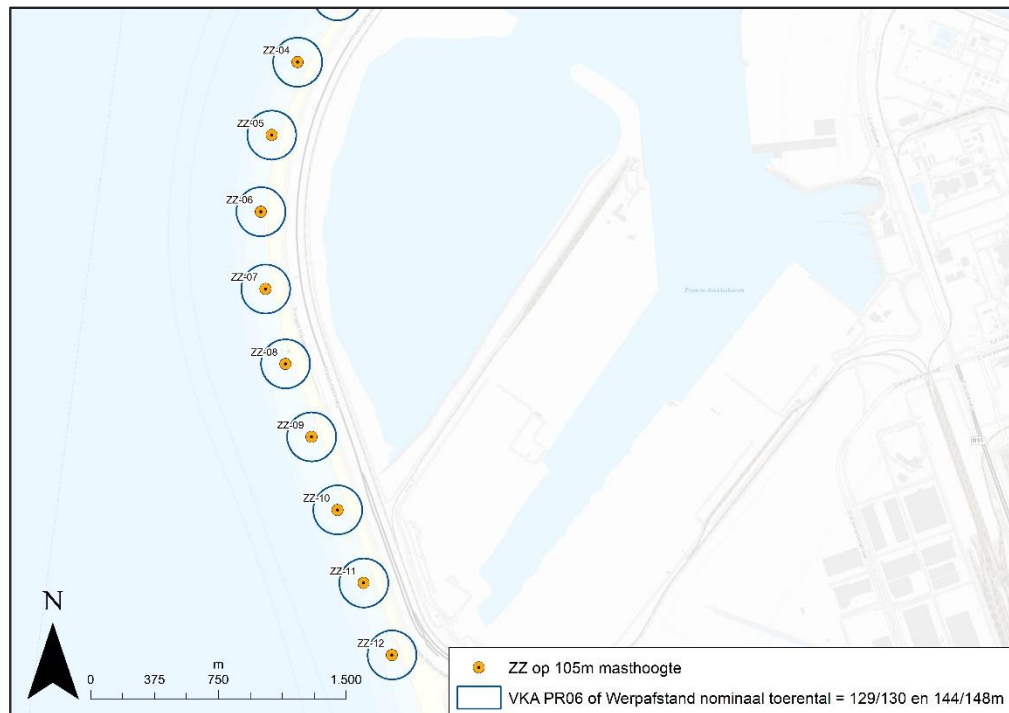 ZZ-04
ZZ-05
ZZ-06
ZZ-07
ZZ-08
ZZ-09
ZZ-10
ZZ-11
ZZ-12
N
m
0 375 750 1.500
ZZ op 105m masthoogte
VKA PR06 of Werpafstand nominaal toerental = 129/130 en 144/148m